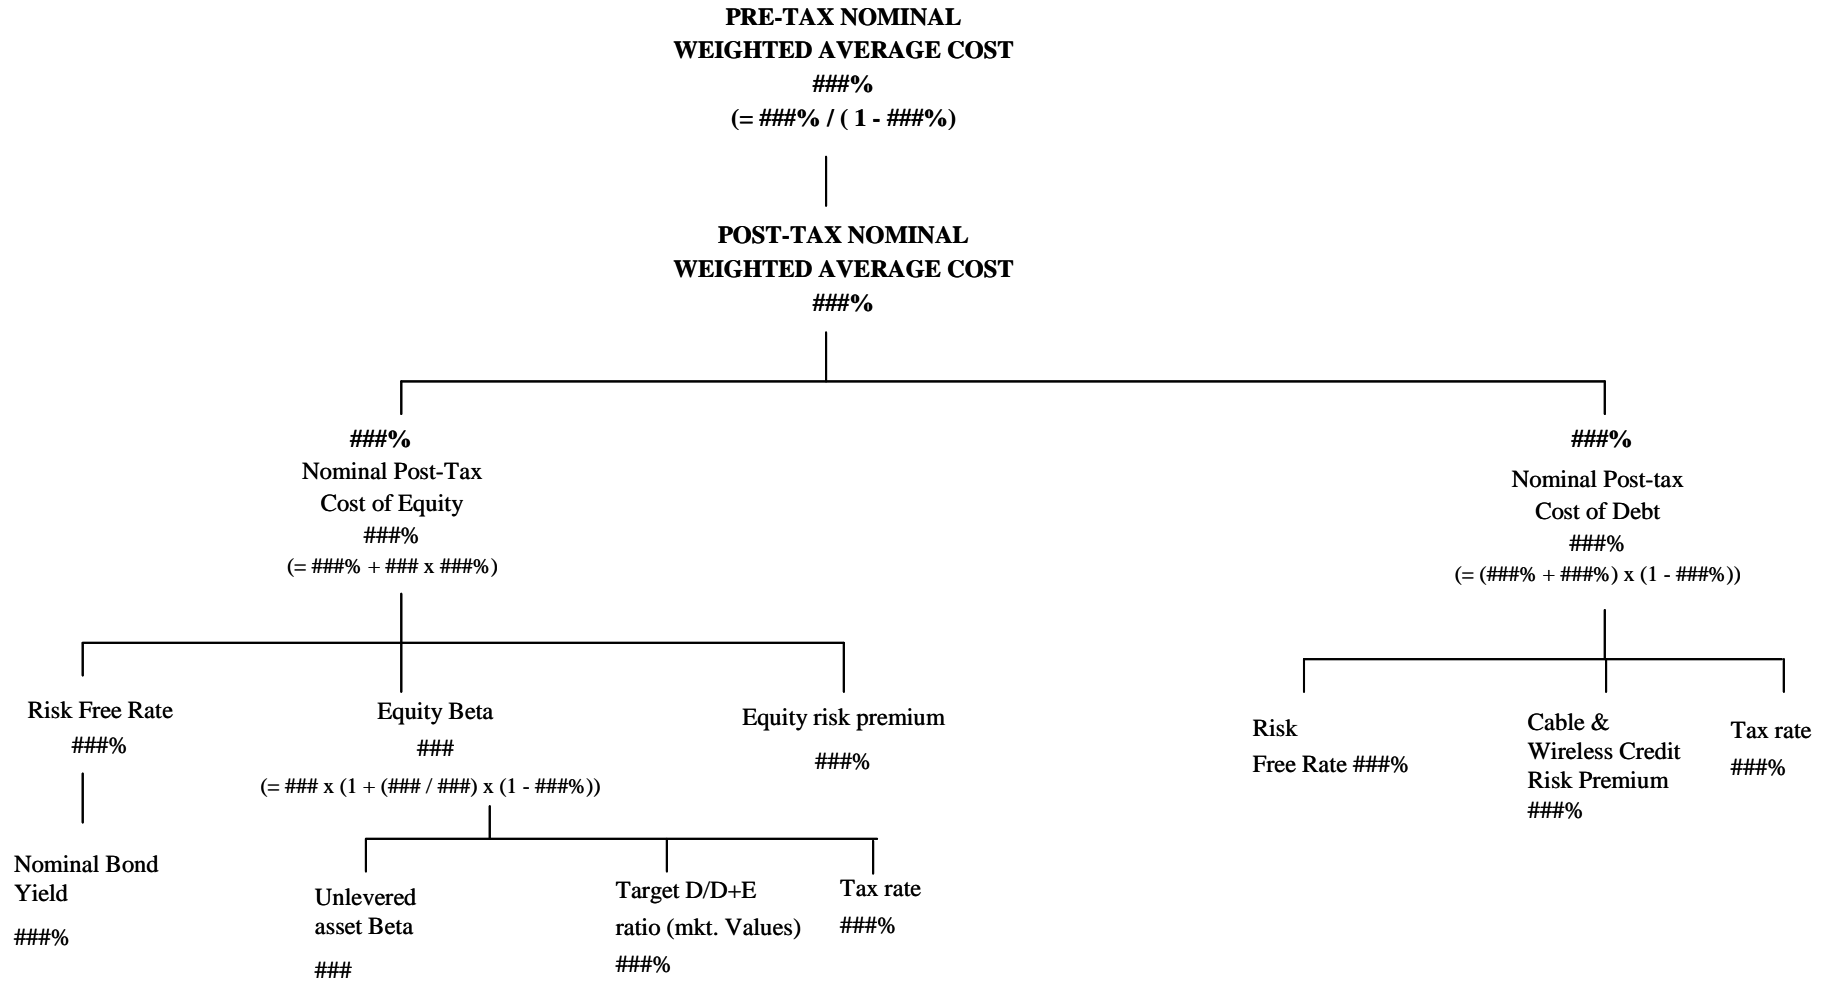 PRE-TAX NOMINAL
WEIGHTED AVERAGE COST
###%
(= ###% / ( 1 - ###%)
POST-TAX NOMINAL
WEIGHTED AVERAGE COST
###%
###%
Nominal Post-Tax
Cost of Equity
###%
(= ###% + ### x ###%)
###%
Nominal Post-tax
Cost of Debt
###%
(= (###% + ###%) x (1 - ###%))
Risk Free Rate
###%
Equity Beta
###
(= ### x (1 + (### / ###) x (1 - ###%))
Equity risk premium
###%
Risk
Free Rate ###%
Cable &
Wireless Credit
Risk Premium
###%
Tax rate
###%
Nominal Bond
Yield
###%
Unlevered
asset Beta
###
Target D/D+E
ratio (mkt. Values)
###%
Tax rate
###%